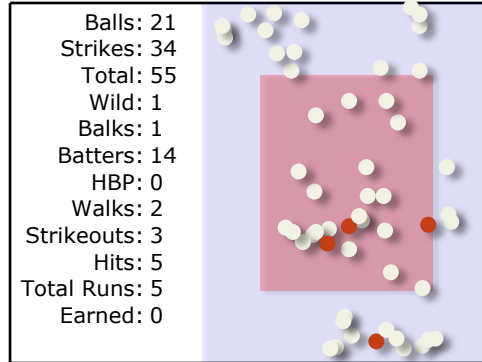 Balls: 21
Strikes: 34
Total: 55
Wild: 1
Balks: 1
Batters: 14
HBP: 0
Walks: 2
Strikeouts: 3
Hits: 5
Total Runs: 5
Earned: 0